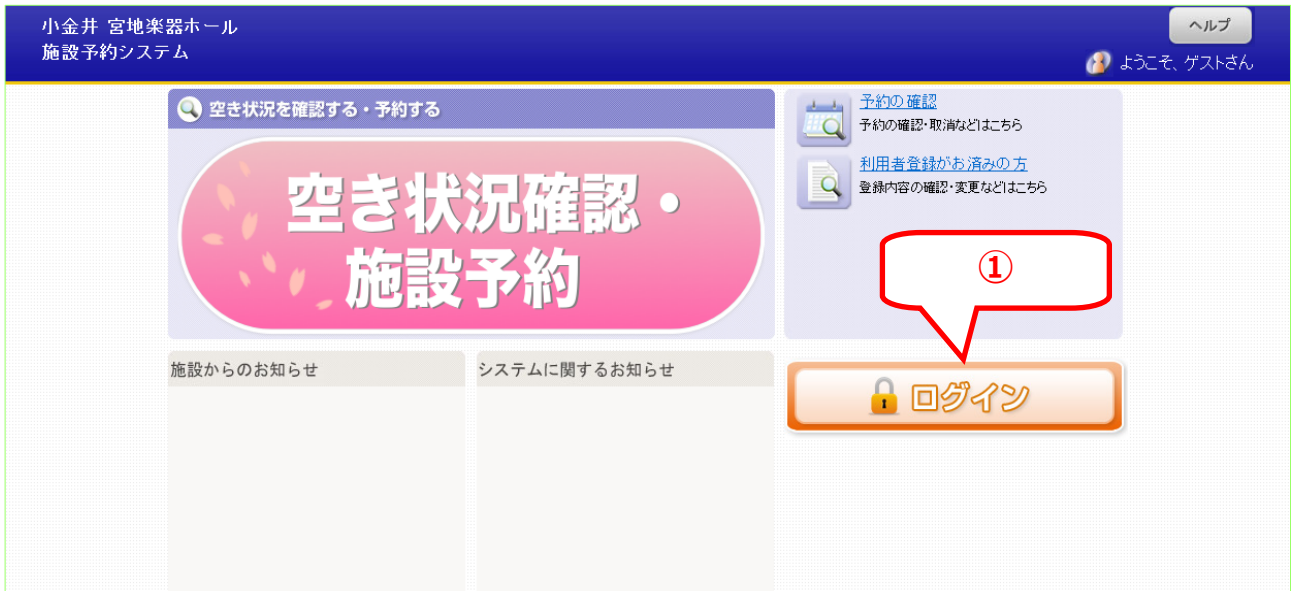 小金井 宮地楽器ホール
施設予約システム
ヘルプ
ようこそ、ゲストさん
空き状況を確認する・予約する
空き状況確認・
施設予約
予約の確認
予約の確認・取消などはこちら
利用者登録がお済みの方
登録内容の確認・変更などはこちら
①
施設からのお知らせ
システムに関するお知らせ
ログイン